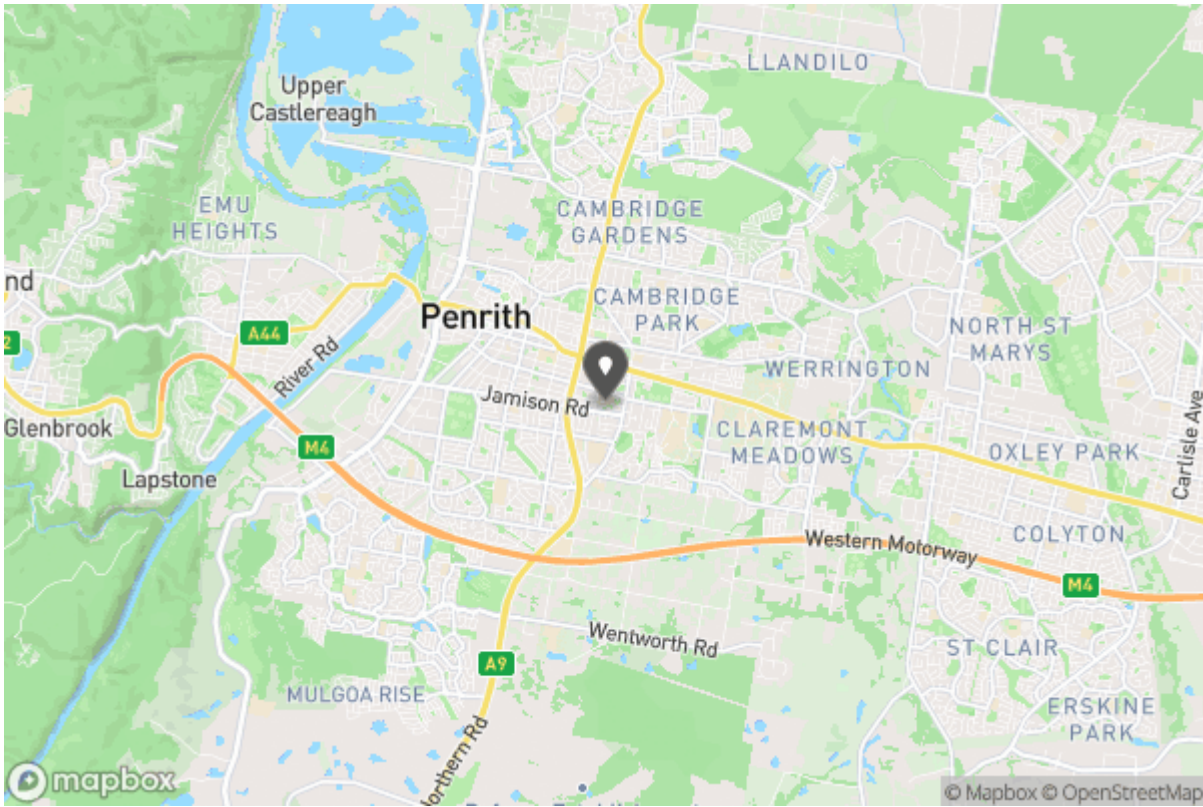 LLANDILO
Upper
Castlereagh
EMU
HEIGHTS
CAMBRIDGE
GARDENS
nd
CAMBRIDGE
PARK
Penrith
NORTH ST
MARYS
A44
2
River Rd
WERRINGTON
Jamison Rd
Glenbrook
M4
CLAREMONT
MEADOWS
OXLEY PARK
Carlisle Ave
Lapstone
COLYTON
Western Motorway
M4
Wentworth Rd
ST CLAIR
A9
MULGOA RISE
ERSKINE
PARK
Northern Rd
mapbox
© Mapbox © OpenStreetMap